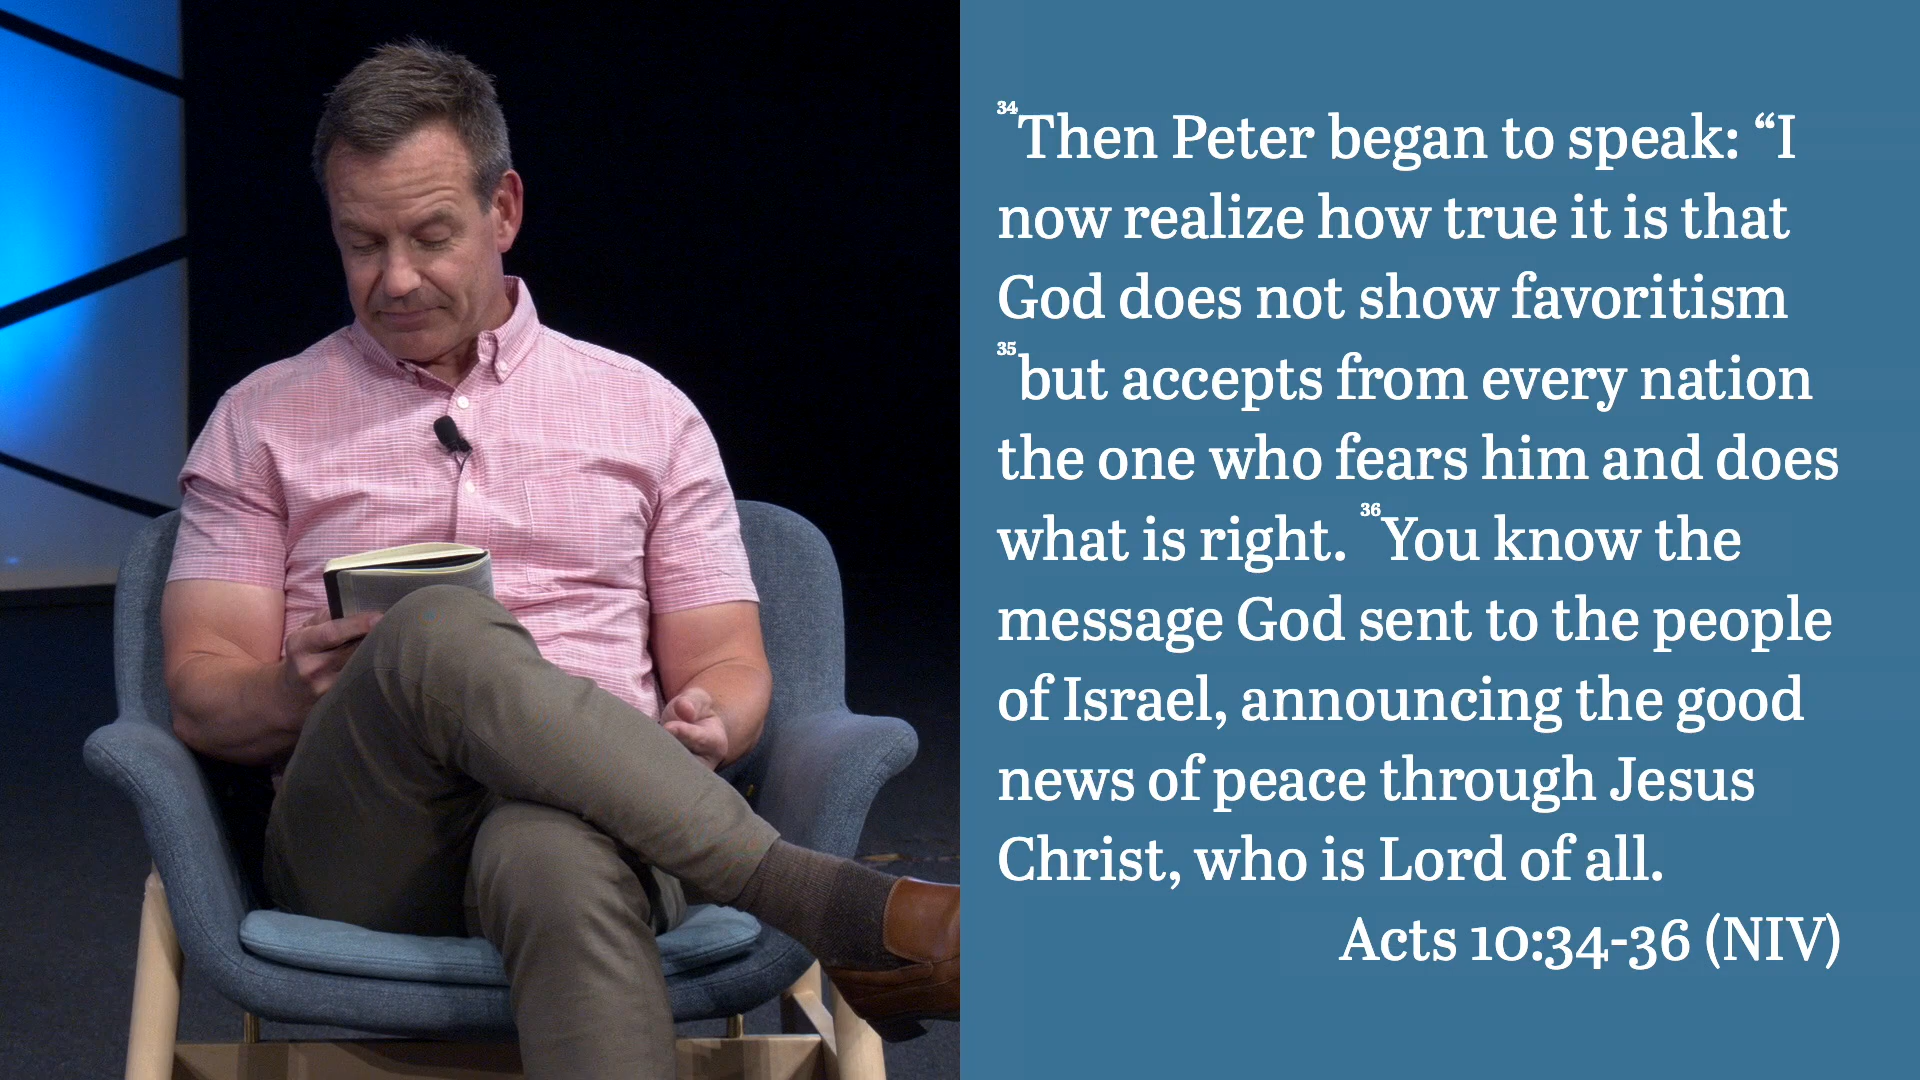 ³⁴Then Peter began to speak: “I
now realize how true it is that
God does not show favoritism
³⁵but accepts from every nation
the one who fears him and does
what is right. ³⁶You know the
message God sent to the people
of Israel, announcing the good
news of peace through Jesus
Christ, who is Lord of all.
Acts 10:34-36 (NIV)